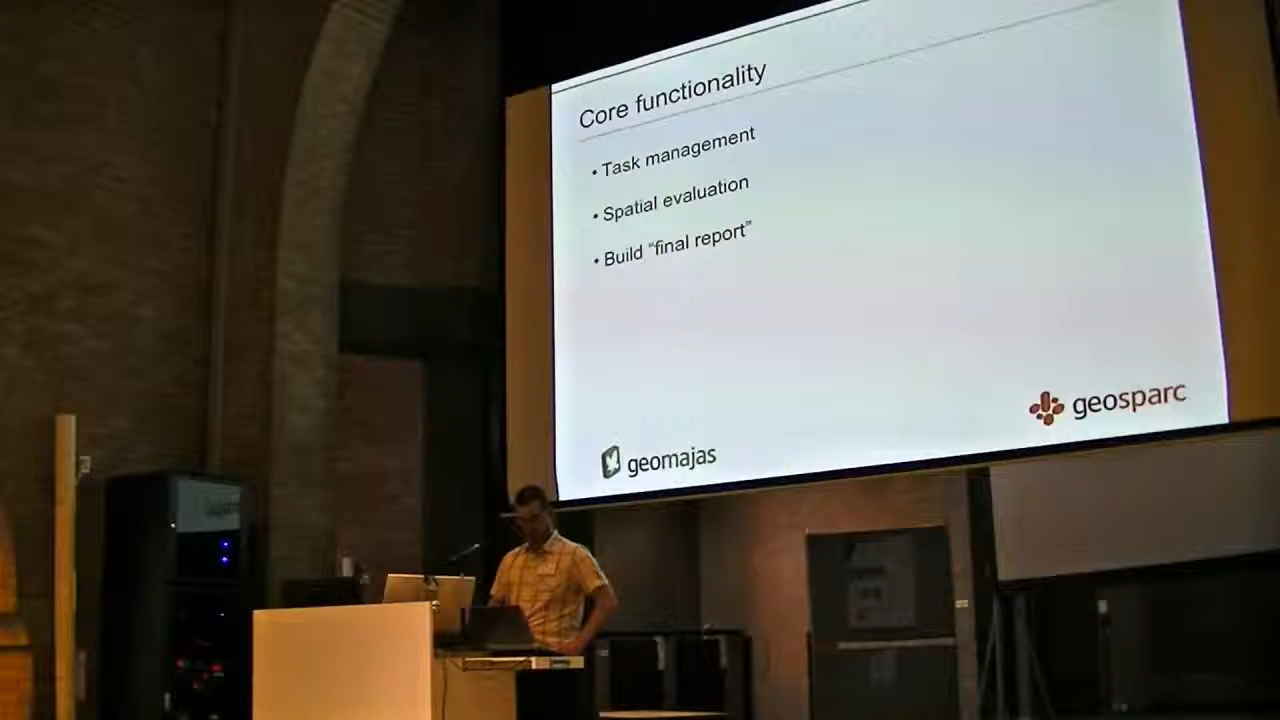 Core functionality
• Task management
• Spatial evaluation
• Build “final report”
geomajas
geosparc